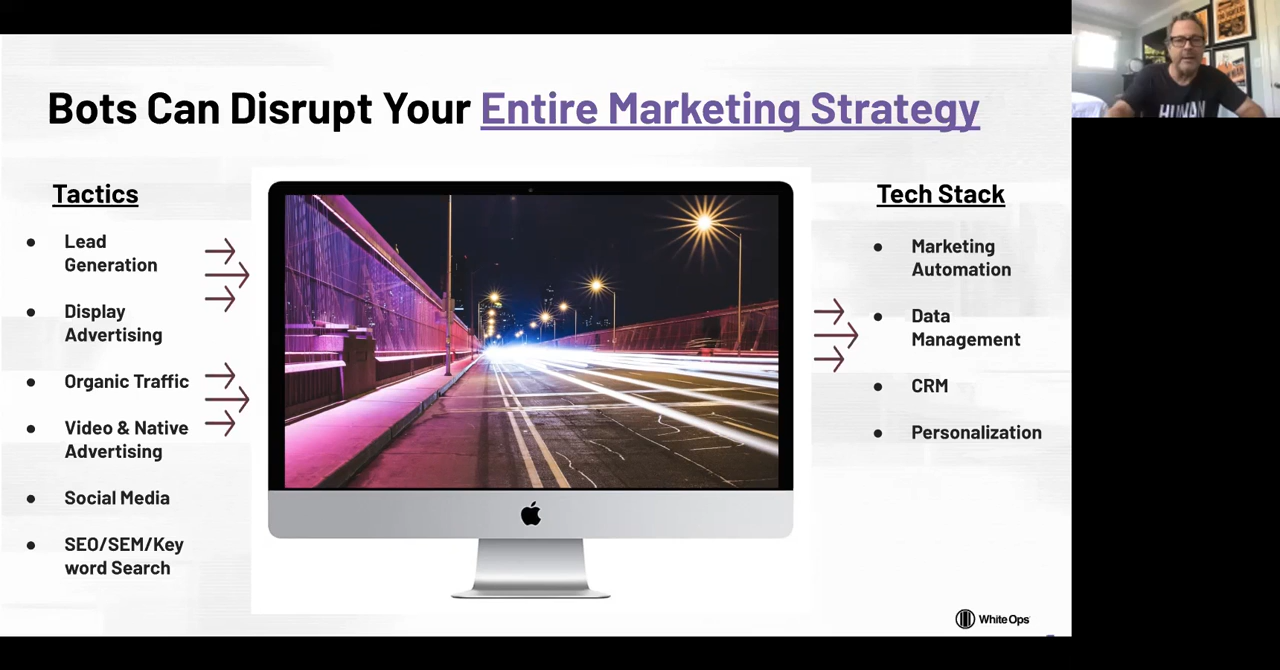 Bots Can Disrupt Your Entire Marketing Strategy
Tactics
Lead
Generation
Display
Advertising
Organic Traffic
Video & Native
Advertising
Social Media
SEO/SEM/Key
word Search
Tech Stack
Marketing
Automation
Data
Management
CRM
Personalization
White Ops
HUMAN